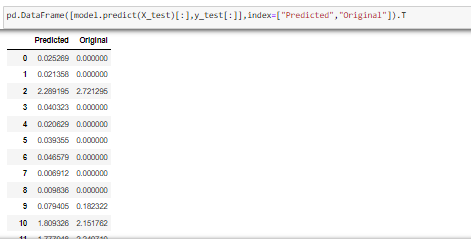 pd.DataFrame([model.predict(X_test)[:],y_test[:]],index=["Predicted","Original"]).T
Predicted Original
0 0.025269 0.000000
1 0.021358 0.000000
2 2.289195 2.721295
3 0.040323 0.000000
4 0.020629 0.000000
5 0.039355 0.000000
6 0.046579 0.000000
7 0.006912 0.000000
8 0.009836 0.000000
9 0.079405 0.182322
10 1.809326 2.151762
11